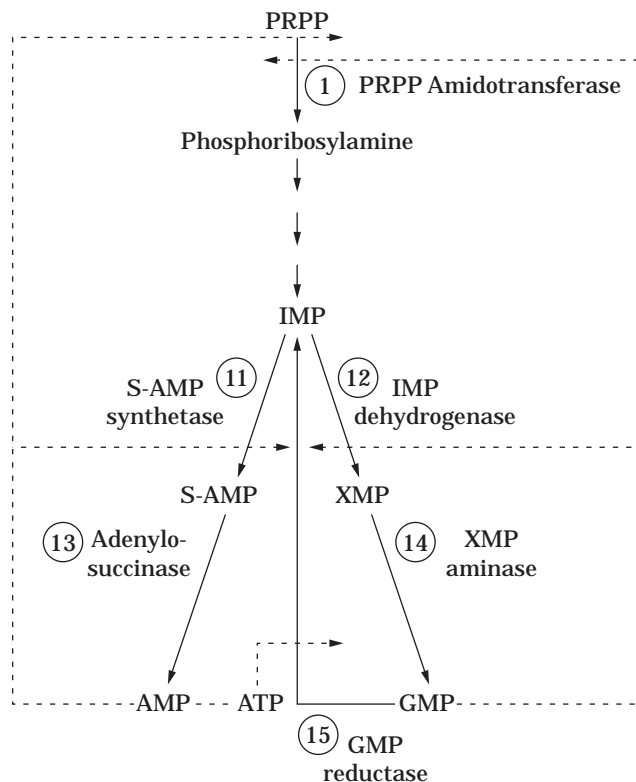 PRPP
1 PRPP Amidotransferase
Phosphoribosylamine
IMP
11 12
S-AMP IMP
synthetase dehydrogenase
S-AMP XMP
13 Adenylo- 14 XMP
succinase aminase
AMP ATP GMP
15 GMP
reductase